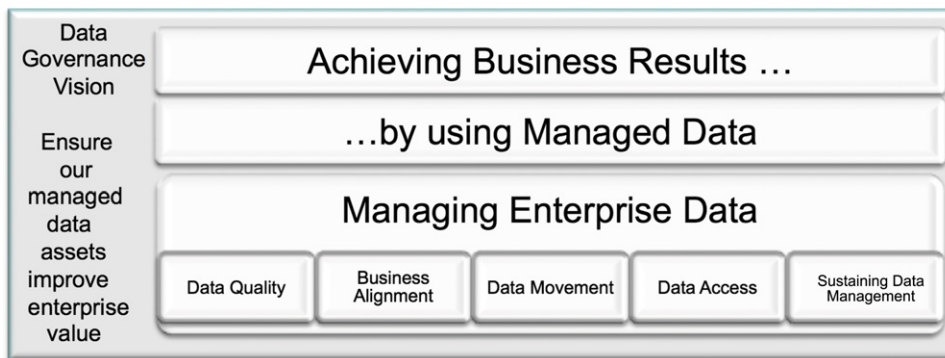 Data
Governance
Vision
Ensure
our
managed
data
assets
improve
enterprise
value
Achieving Business Results …
…by using Managed Data
Managing Enterprise Data
Data Quality
Business
Alignment
Data Movement
Data Access
Sustaining Data
Management